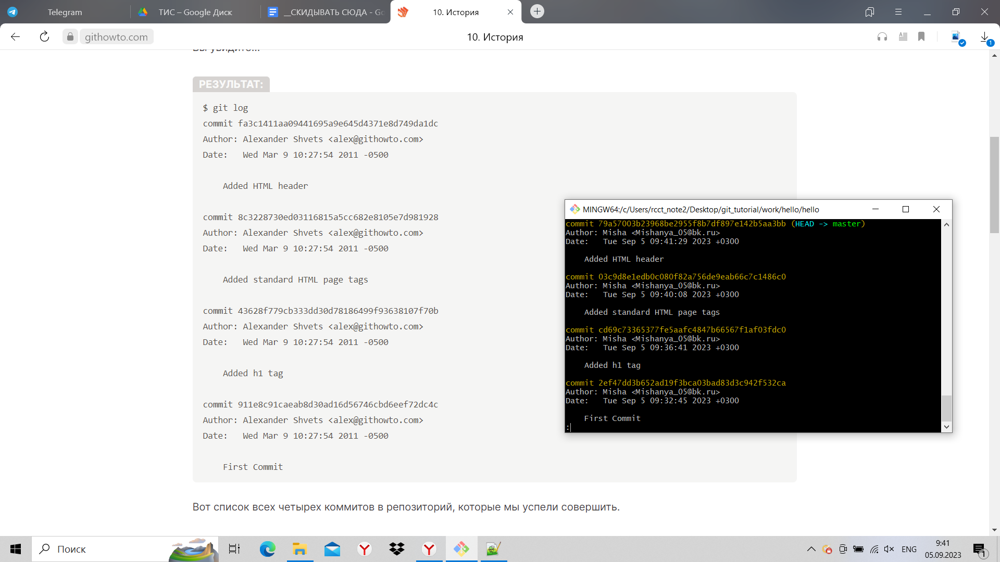 Telegram
ТИС – Google Диск
__СКИДЫВАТЬ СЮДА - Go
10. История
githowto.com
10. История
1
Вы увидите...
РЕЗУЛЬТАТ:
$ git log
commit fa3c1411aa09441695a9e645d4371e8d749da1dc
Author: Alexander Shvets <alex@githowto.com>
Date:   Wed Mar 9 10:27:54 2011 -0500
Added HTML header
commit 8c3228730ed03116815a5cc682e8105e7d981928
Author: Alexander Shvets <alex@githowto.com>
Date:   Wed Mar 9 10:27:54 2011 -0500
Added standard HTML page tags
commit 43628f779cb333dd30d78186499f93638107f70b
Author: Alexander Shvets <alex@githowto.com>
Date:   Wed Mar 9 10:27:54 2011 -0500
Added h1 tag
commit 911e8c91caeab8d30ad16d56746cbd6eef72dc4c
Author: Alexander Shvets <alex@githowto.com>
Date:   Wed Mar 9 10:27:54 2011 -0500
First Commit
Вот список всех четырех коммитов в репозиторий, которые мы успели совершить.
MINGW64:/c/Users/rcct_note2/Desktop/git_tutorial/work/hello/hello
commit 79a57003b23968be2955f8b7df897e142b5aa3bb (HEAD -> master)
Author: Misha <Mishanya_05@bk.ru>
Date:   Tue Sep 5 09:41:29 2023 +0300
Added HTML header
commit 03c9d8e1edb0c080f82a756de9eab66c7c1486c0
Author: Misha <Mishanya_05@bk.ru>
Date:   Tue Sep 5 09:40:08 2023 +0300
Added standard HTML page tags
commit cd69c73365377fe5aafc4847b66567f1af03fdc0
Author: Misha <Mishanya_05@bk.ru>
Date:   Tue Sep 5 09:36:41 2023 +0300
Added h1 tag
commit 2ef47dd3b652ad19f3bca03bad83d3c942f532ca
Author: Misha <Mishanya_05@bk.ru>
Date:   Tue Sep 5 09:32:45 2023 +0300
First Commit
:
Поиск
ENG
9:41
05.09.2023
1